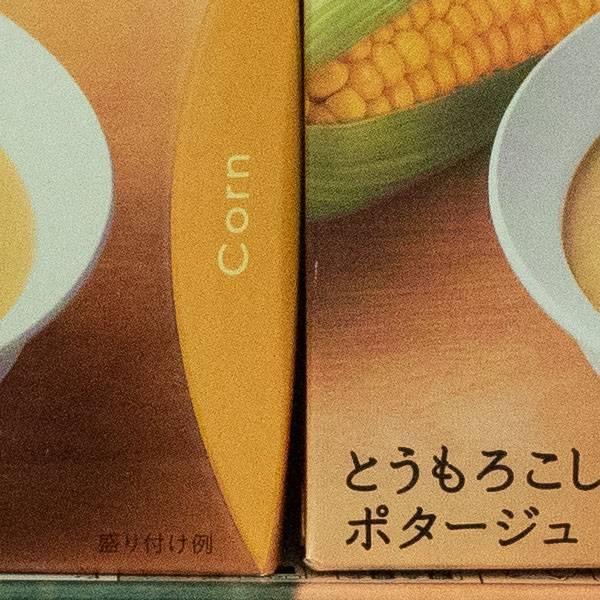 Corn
盛り付け例
とうもろこし
ポタージュ